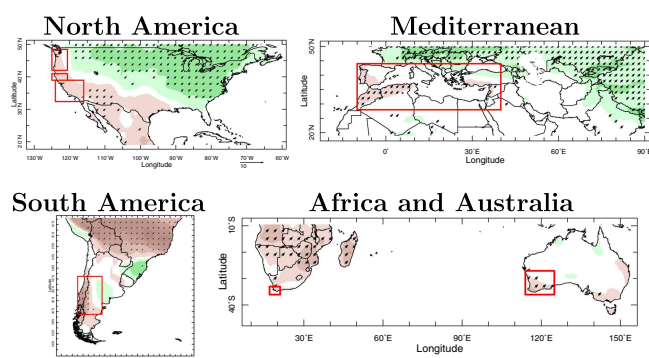 North America
Mediterranean
50°N
40°N
30°N
20°N
Latitude
130°W
120°W
110°W
100°W
90°W
80°W
70°W
60°W
Longitude
10
50°N
20°N
Latitude
0°
30°E
60°E
90°E
Longitude
South America
Africa and Australia
Latitude
10°S
40°S
Latitude
30°E
60°E
90°E
120°E
150°E
Longitude